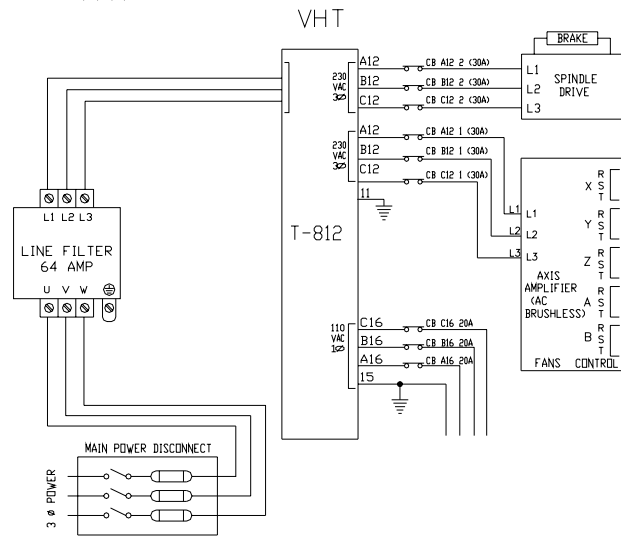 VHT
BRAKE
A12
CB A12 2 (30A)
L1
230
VAC
3Ø
B12
CB B12 2 (30A)
L2
SPINDLE
DRIVE
C12
CB C12 2 (30A)
L3
A12
CB A12 1 (30A)
230
VAC
3Ø
B12
CB B12 1 (30A)
C12
CB C12 1 (30A)
11
X
R
S
T
L1 L2 L3
L1
L1
Y
R
S
T
T-812
L2
L2
LINE FILTER
64 AMP
L3
L3
Z
R
S
T
AXIS
AMPLIFIER
(AC
BRUSHLESS)
A
R
S
T
U V W
C16
CB C16 20A
110
VAC
1Ø
B16
CB B16 20A
B
R
S
T
A16
CB A16 20A
FANS CONTROL
15
MAIN POWER DISCONNECT
3 Ø POWER